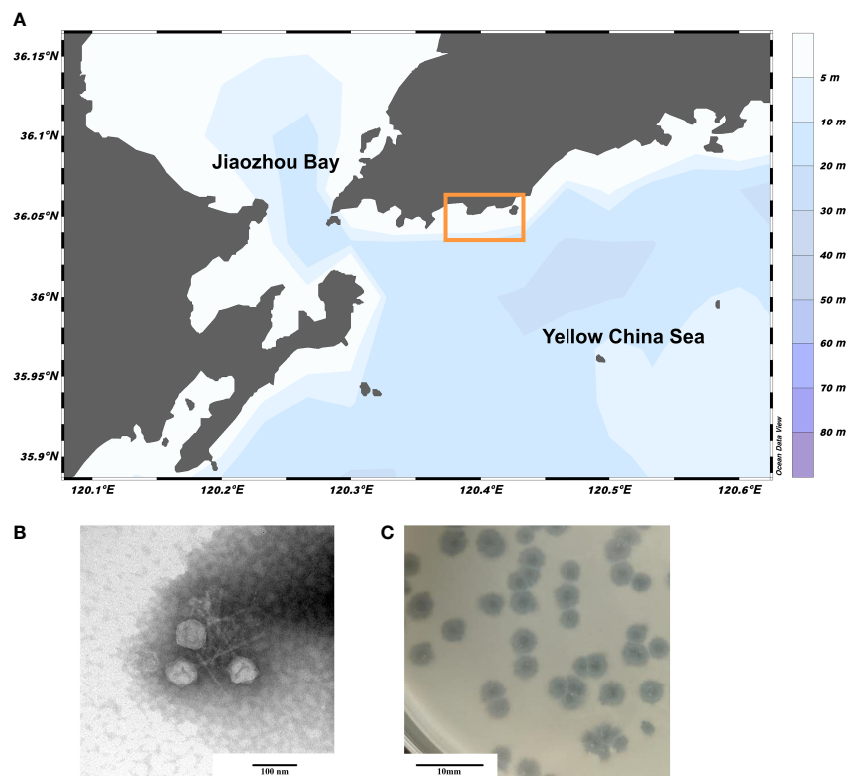 A
36.15°N
36.1°N
36.05°N
36°N
35.95°N
35.9°N
Jiaozhou Bay
Yellow China Sea
120.1°E
120.2°E
120.3°E
120.4°E
120.5°E
120.6°E
5 m
10 m
20 m
30 m
40 m
50 m
60 m
70 m
80 m
Ocean Data View
B
100 nm
C
10mm